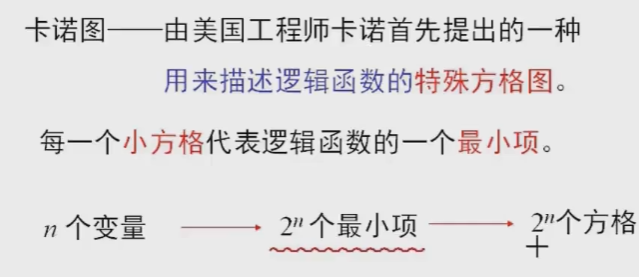 卡诺图——由美国工程师卡诺首先提出的一种
用来描述逻辑函数的特殊方格图。
每一个小方格代表逻辑函数的一个最小项。
n 个变量 → 2ⁿ个最小项 → 2ⁿ个方格